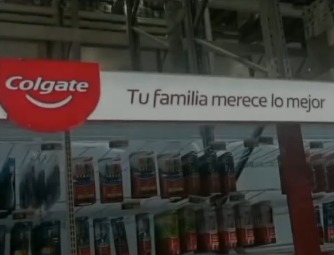 Colgate
Tu familia merece lo mejor